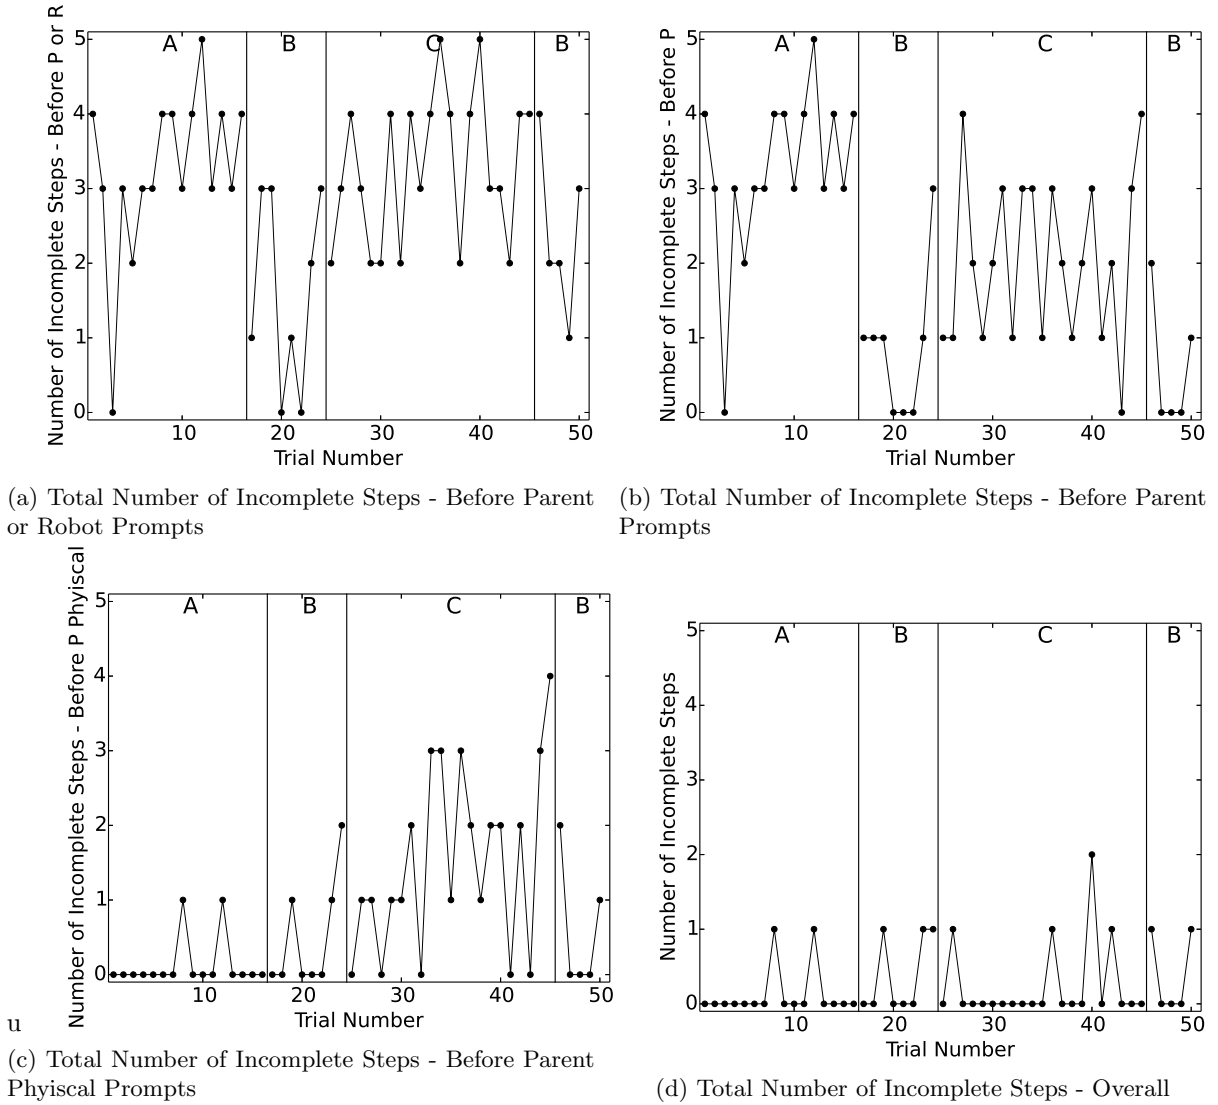 Number of Incomplete Steps - Before P or R
5
4
3
2
1
0
A
B
C
B
10
20
30
40
50
Trial Number
(a) Total Number of Incomplete Steps - Before Parent
or Robot Prompts
Number of Incomplete Steps - Before P
5
4
3
2
1
0
A
B
C
B
10
20
30
40
50
Trial Number
(b) Total Number of Incomplete Steps - Before Parent
Prompts
Number of Incomplete Steps - Before P Phyiscal
5
4
3
2
1
0
A
B
C
B
10
20
30
40
50
Trial Number
u
(c) Total Number of Incomplete Steps - Before Parent
Phyiscal Prompts
Number of Incomplete Steps
5
4
3
2
1
0
A
B
C
B
10
20
30
40
50
Trial Number
(d) Total Number of Incomplete Steps - Overall